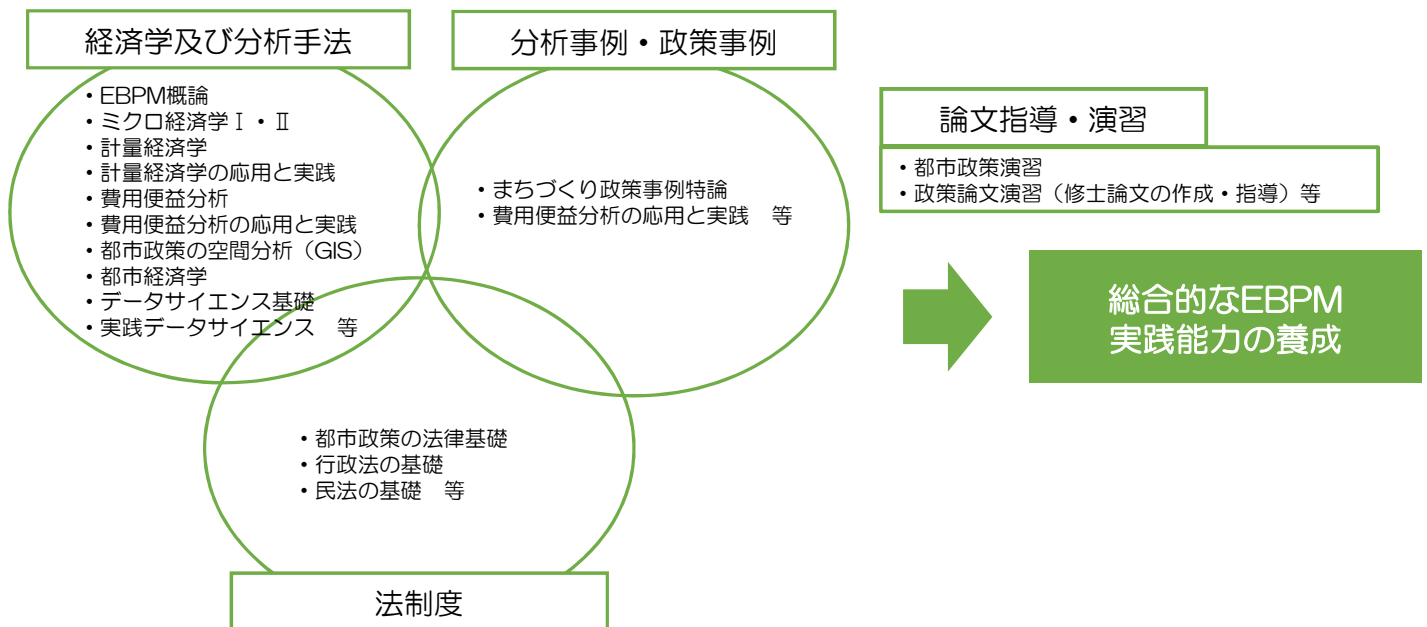 経済学及び分析手法
・EBPM概論
・ミクロ経済学Ⅰ・Ⅱ
・計量経済学
・計量経済学の応用と実践
・費用便益分析
・費用便益分析の応用と実践
・都市政策の空間分析（GIS）
・都市経済学
・データサイエンス基礎
・実践データサイエンス　等
分析事例・政策事例
・まちづくり政策事例特論
・費用便益分析の応用と実践　等
・都市政策の法律基礎
・行政法の基礎
・民法の基礎　等
法制度
論文指導・演習
・都市政策演習
・政策論文演習（修士論文の作成・指導）等
総合的なEBPM
実践能力の養成